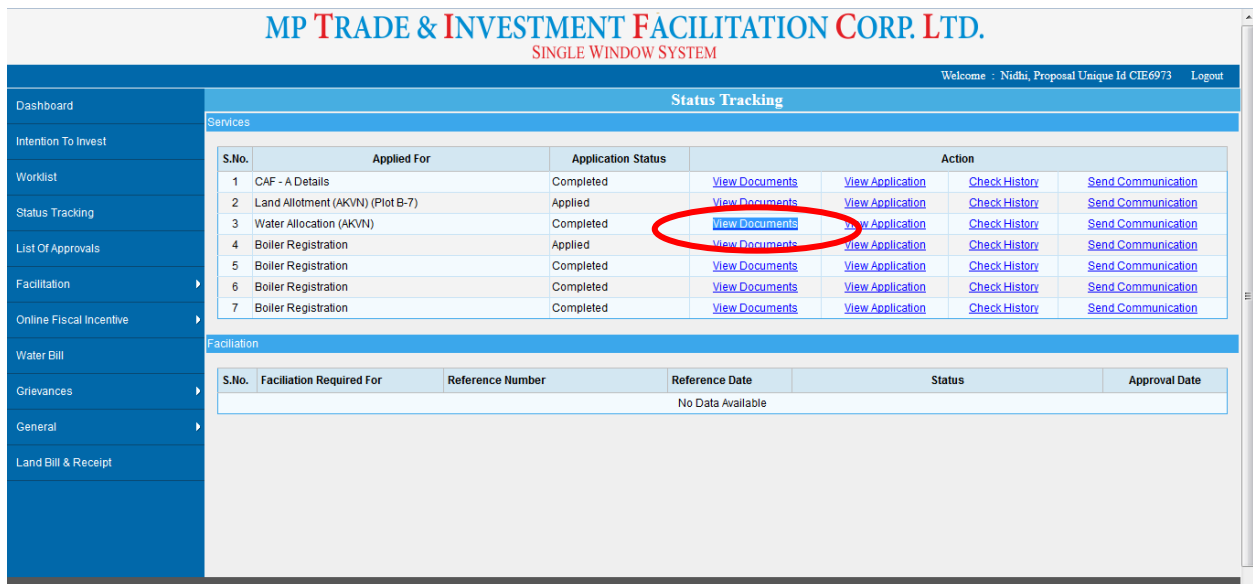 MP TRADE & INVESTMENT FACILITATION CORP. LTD.
SINGLE WINDOW SYSTEM
Welcome : Nidhi, Proposal Unique Id CIE6973 Logout
Dashboard
Intention To Invest
Worklist
Status Tracking
List Of Approvals
Facilitation
Online Fiscal Incentive
Water Bill
Grievances
General
Land Bill & Receipt
Status Tracking
Services
S.No. Applied For Application Status Action
1 CAF - A Details Completed View Documents View Application Check History Send Communication
2 Land Allotment (AKVN) (Plot B-7) Applied View Documents View Application Check History Send Communication
3 Water Allocation (AKVN) Completed View Documents View Application Check History Send Communication
4 Boiler Registration Applied View Documents View Application Check History Send Communication
5 Boiler Registration Completed View Documents View Application Check History Send Communication
6 Boiler Registration Completed View Documents View Application Check History Send Communication
7 Boiler Registration Completed View Documents View Application Check History Send Communication
Faciliation
S.No. Faciliation Required For Reference Number Reference Date Status Approval Date
No Data Available